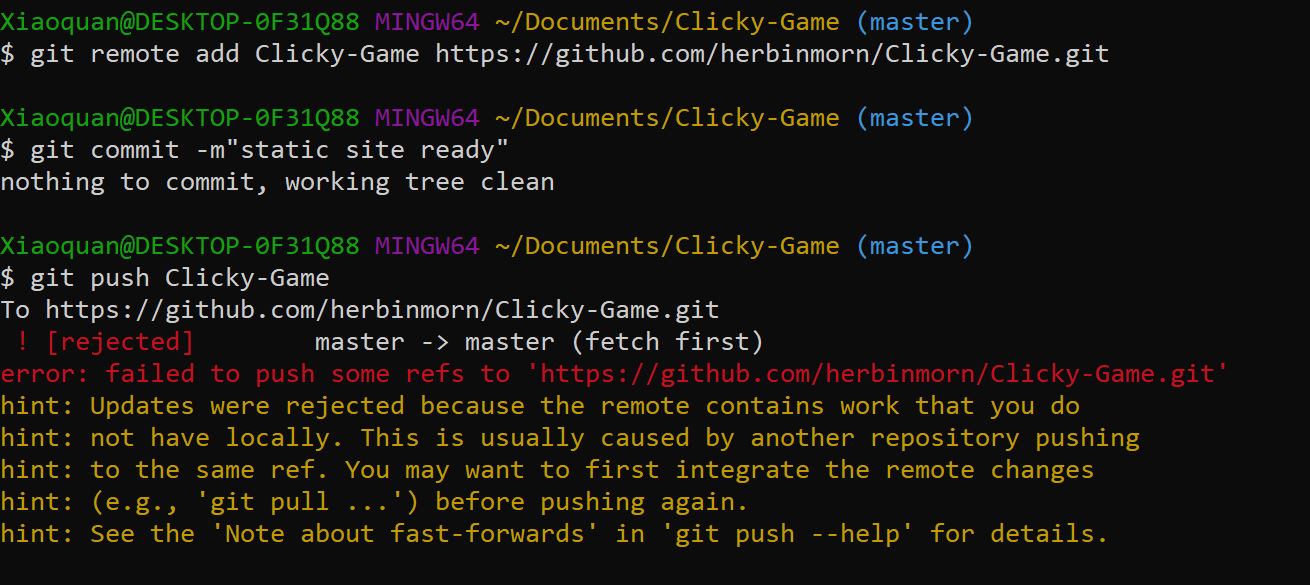 Xiaoquan@DESKTOP-0F31Q88 MINGW64 ~/Documents/Clicky-Game (master)
$ git remote add Clicky-Game https://github.com/herbinmorn/Clicky-Game.git
Xiaoquan@DESKTOP-0F31Q88 MINGW64 ~/Documents/Clicky-Game (master)
$ git commit -m"static site ready"
nothing to commit, working tree clean
Xiaoquan@DESKTOP-0F31Q88 MINGW64 ~/Documents/Clicky-Game (master)
$ git push Clicky-Game
To https://github.com/herbinmorn/Clicky-Game.git
 ! [rejected]        master -> master (fetch first)
error: failed to push some refs to 'https://github.com/herbinmorn/Clicky-Game.git'
hint: Updates were rejected because the remote contains work that you do
hint: not have locally. This is usually caused by another repository pushing
hint: to the same ref. You may want to first integrate the remote changes
hint: (e.g., 'git pull ...') before pushing again.
hint: See the 'Note about fast-forwards' in 'git push --help' for details.